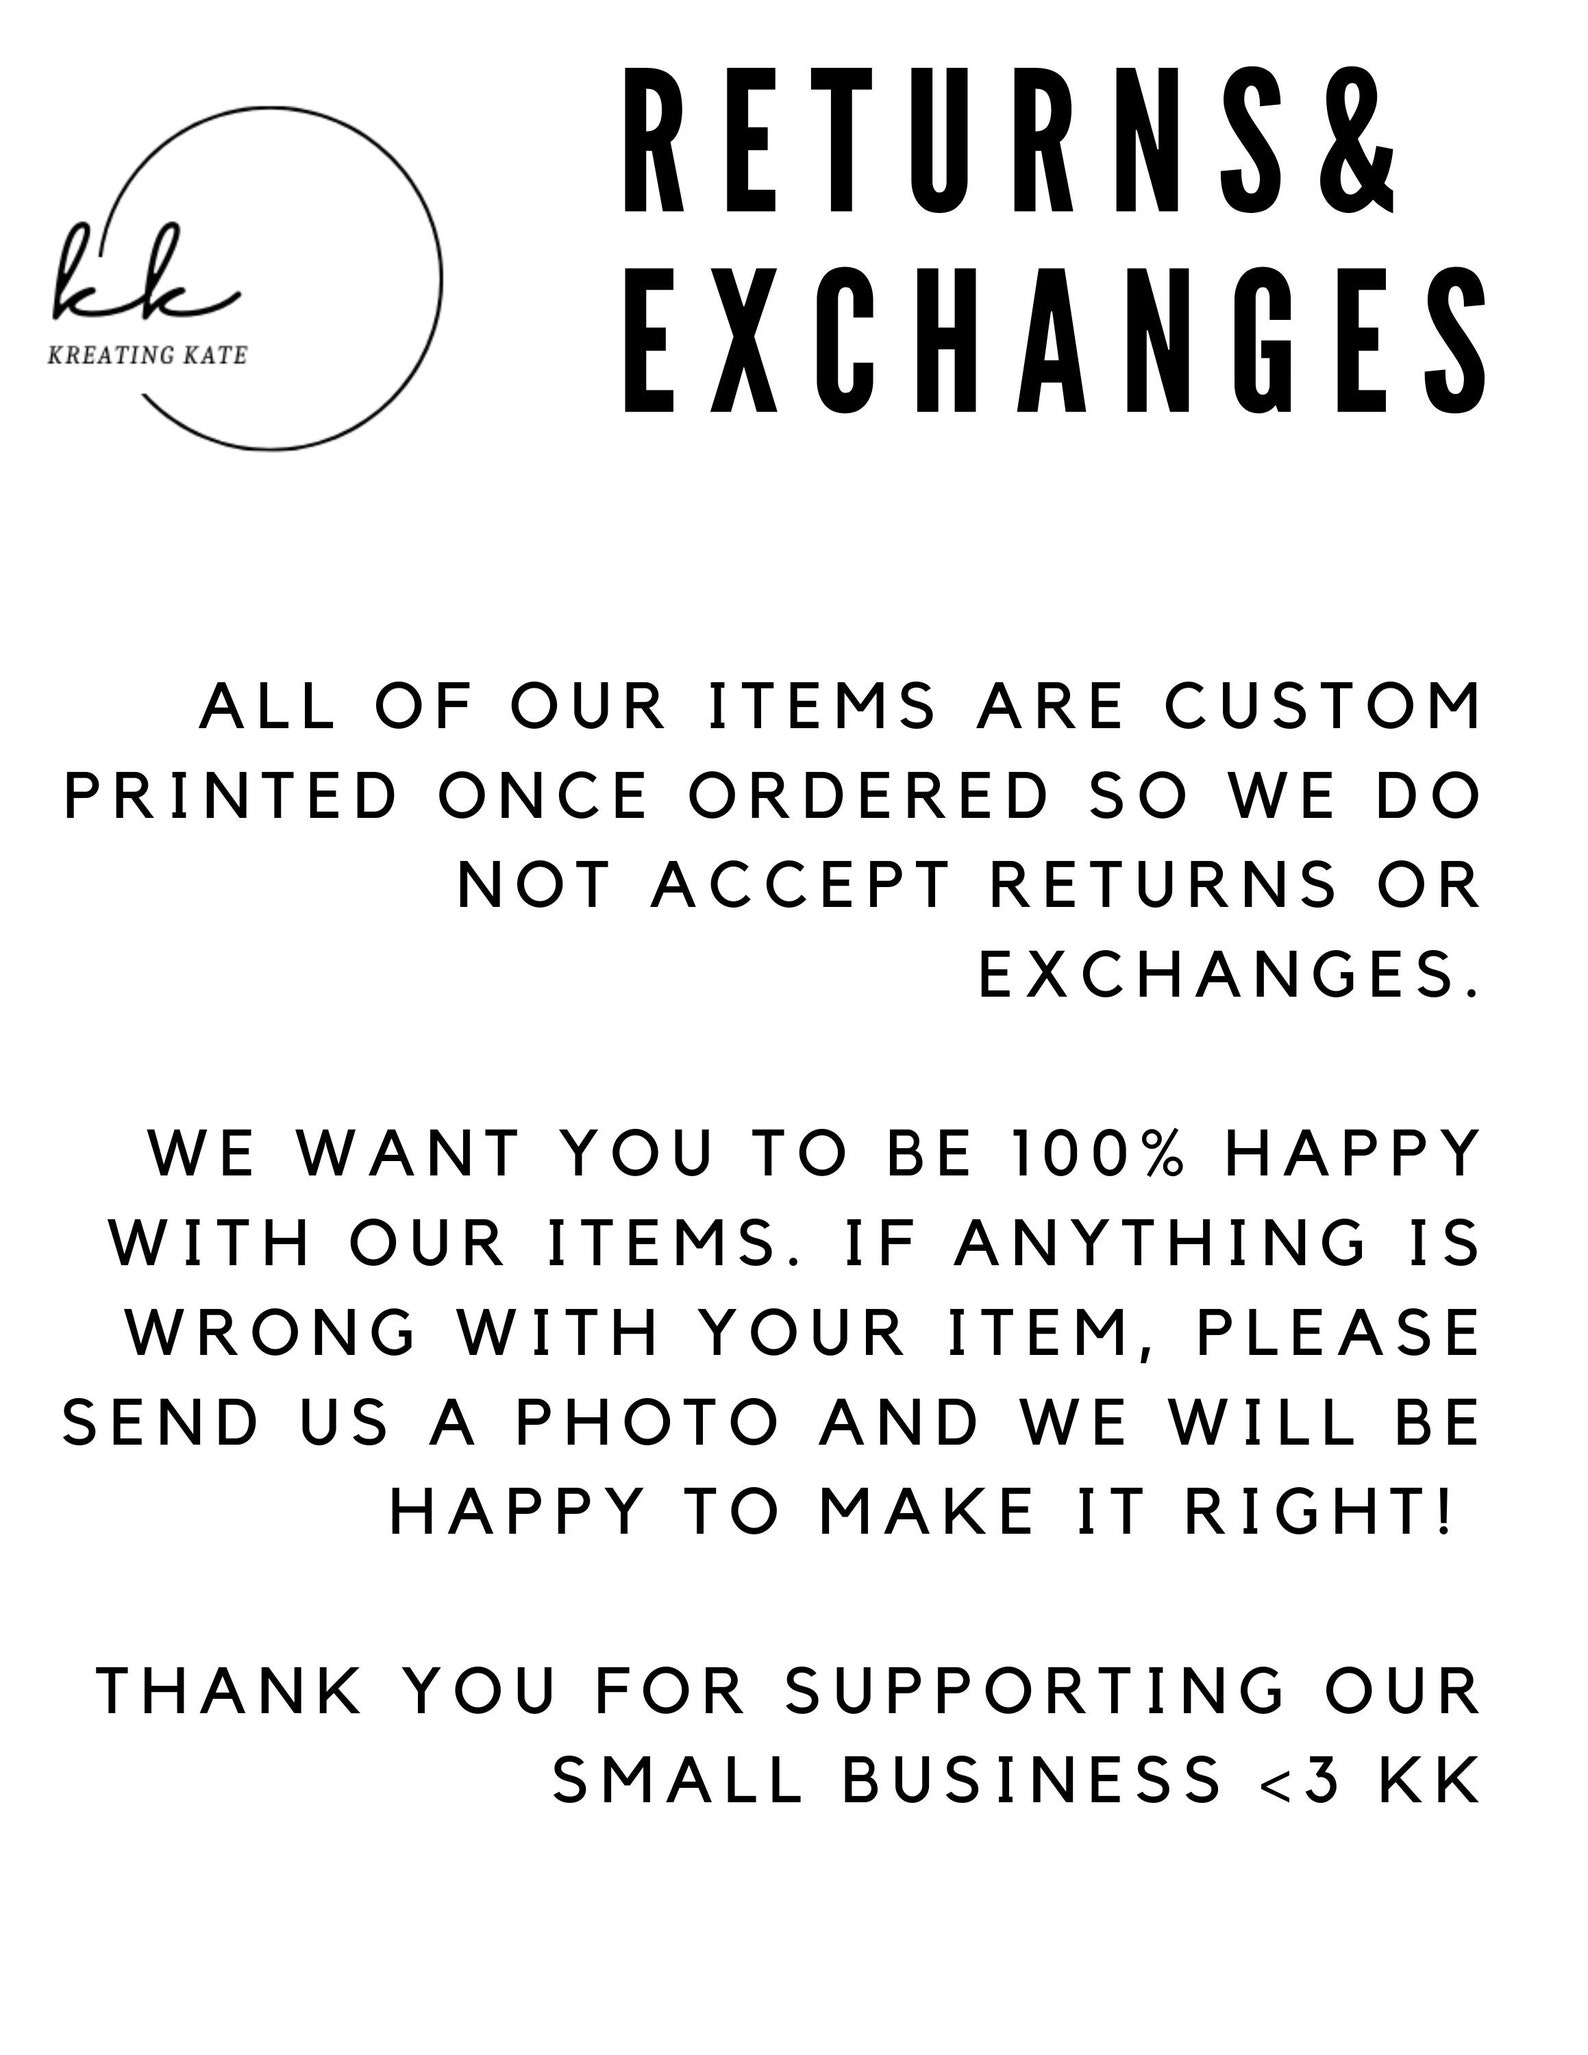 RETURNS&
EXCHANGES
kk
KREATING KATE
ALL OF OUR ITEMS ARE CUSTOM
PRINTED ONCE ORDERED SO WE DO
NOT ACCEPT RETURNS OR
EXCHANGES.
WE WANT YOU TO BE 100% HAPPY
WITH OUR ITEMS. IF ANYTHING IS
WRONG WITH YOUR ITEM, PLEASE
SEND US A PHOTO AND WE WILL BE
HAPPY TO MAKE IT RIGHT!
THANK YOU FOR SUPPORTING OUR
SMALL BUSINESS <3 KK